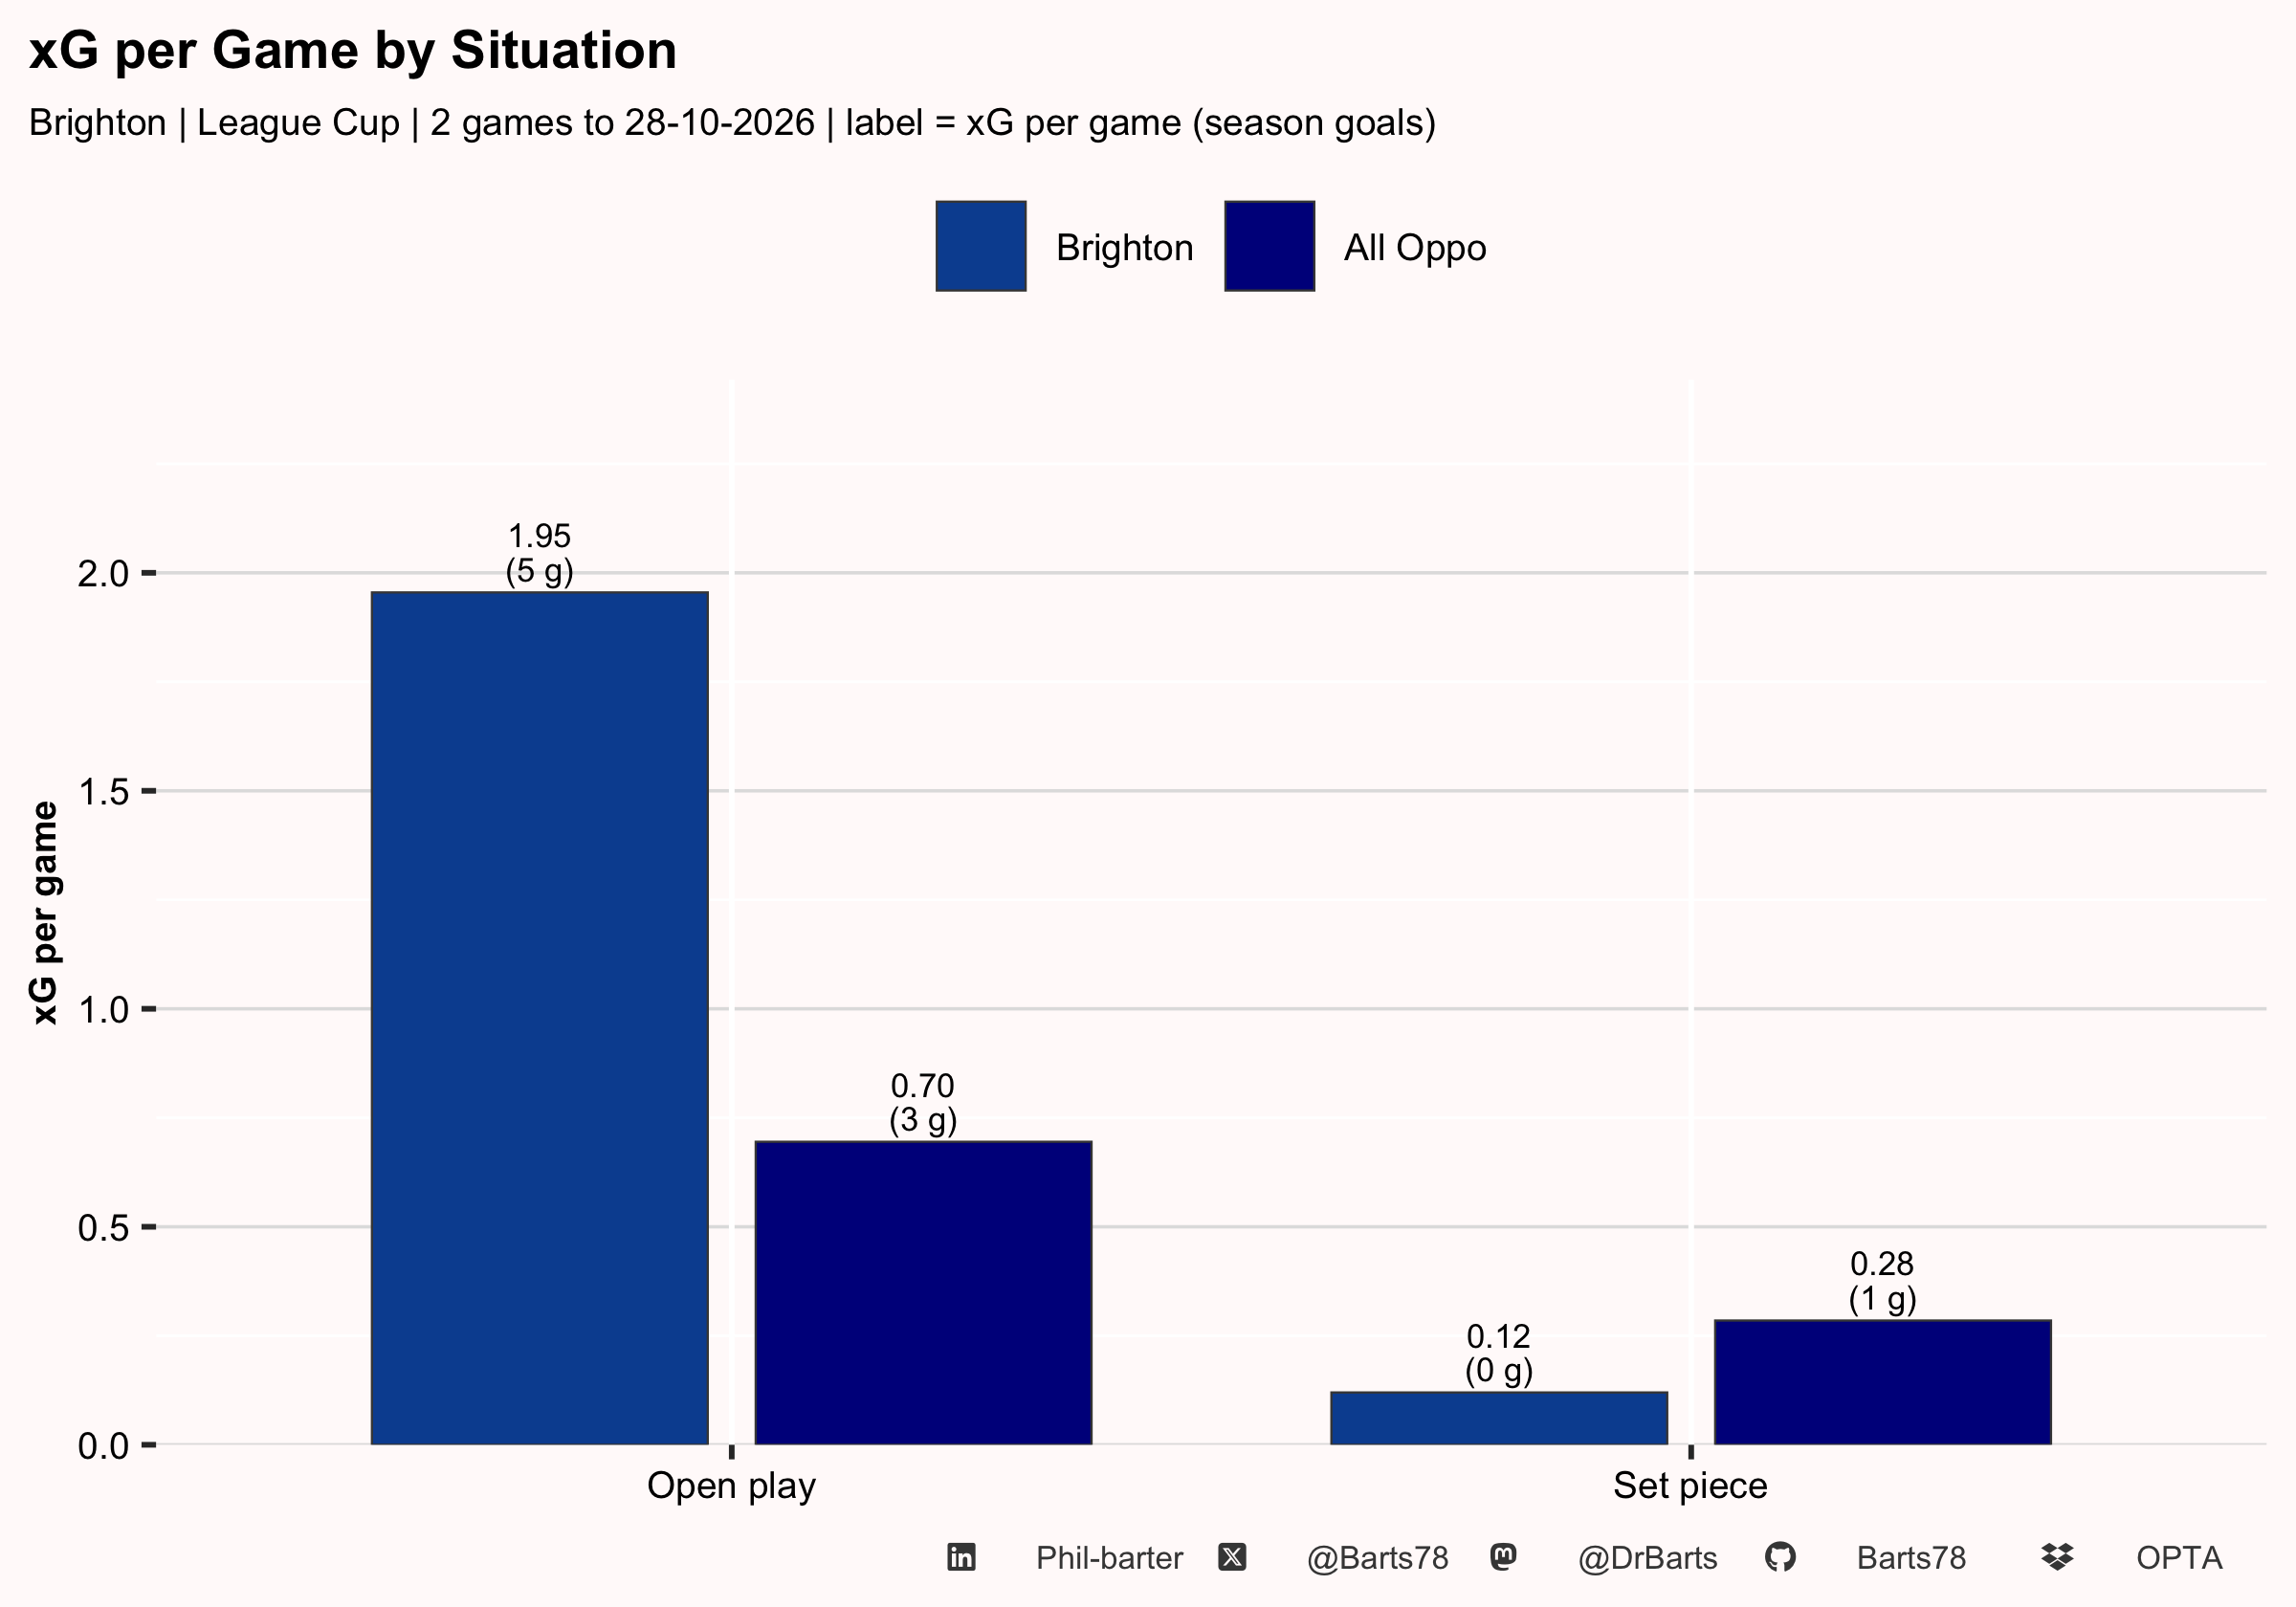 xG per Game by Situation
Brighton | League Cup | 2 games to 28-10-2026 | label = xG per game (season goals)
Brighton All Oppo
xG per game
2.0
1.5
1.0
0.5
0.0
1.95
(5 g)
0.70
(3 g)
0.12
(0 g)
0.28
(1 g)
Open play Set piece
Phil-barter @Barts78 @DrBarts Barts78 OPTA